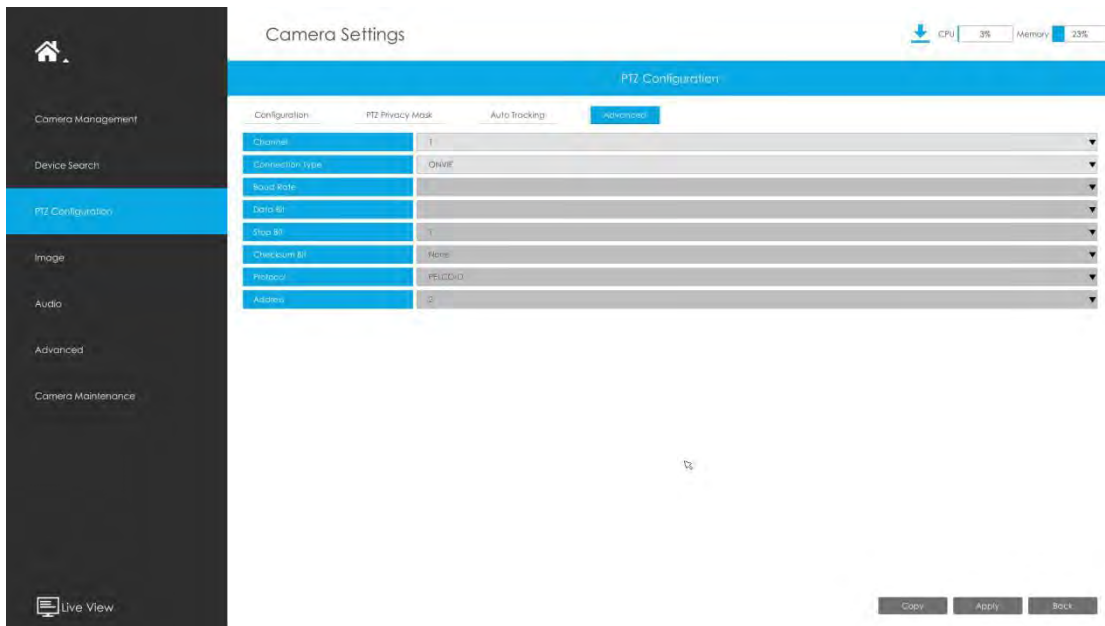 Camera Settings
CPU 3% Memory 23%
PTZ Configuration
Camera Management
Device Search
PTZ Configuration
Image
Audio
Advanced
Camera Maintenance
Live View
Configuration PTZ Privacy Mask Auto Tracking Advanced
Channel 1
Connection Type ONVIF
Baud Rate
Data Bit
Stop Bit 1
Checksum Bit None
Protocol PELCO-D
Address
Copy Apply Back